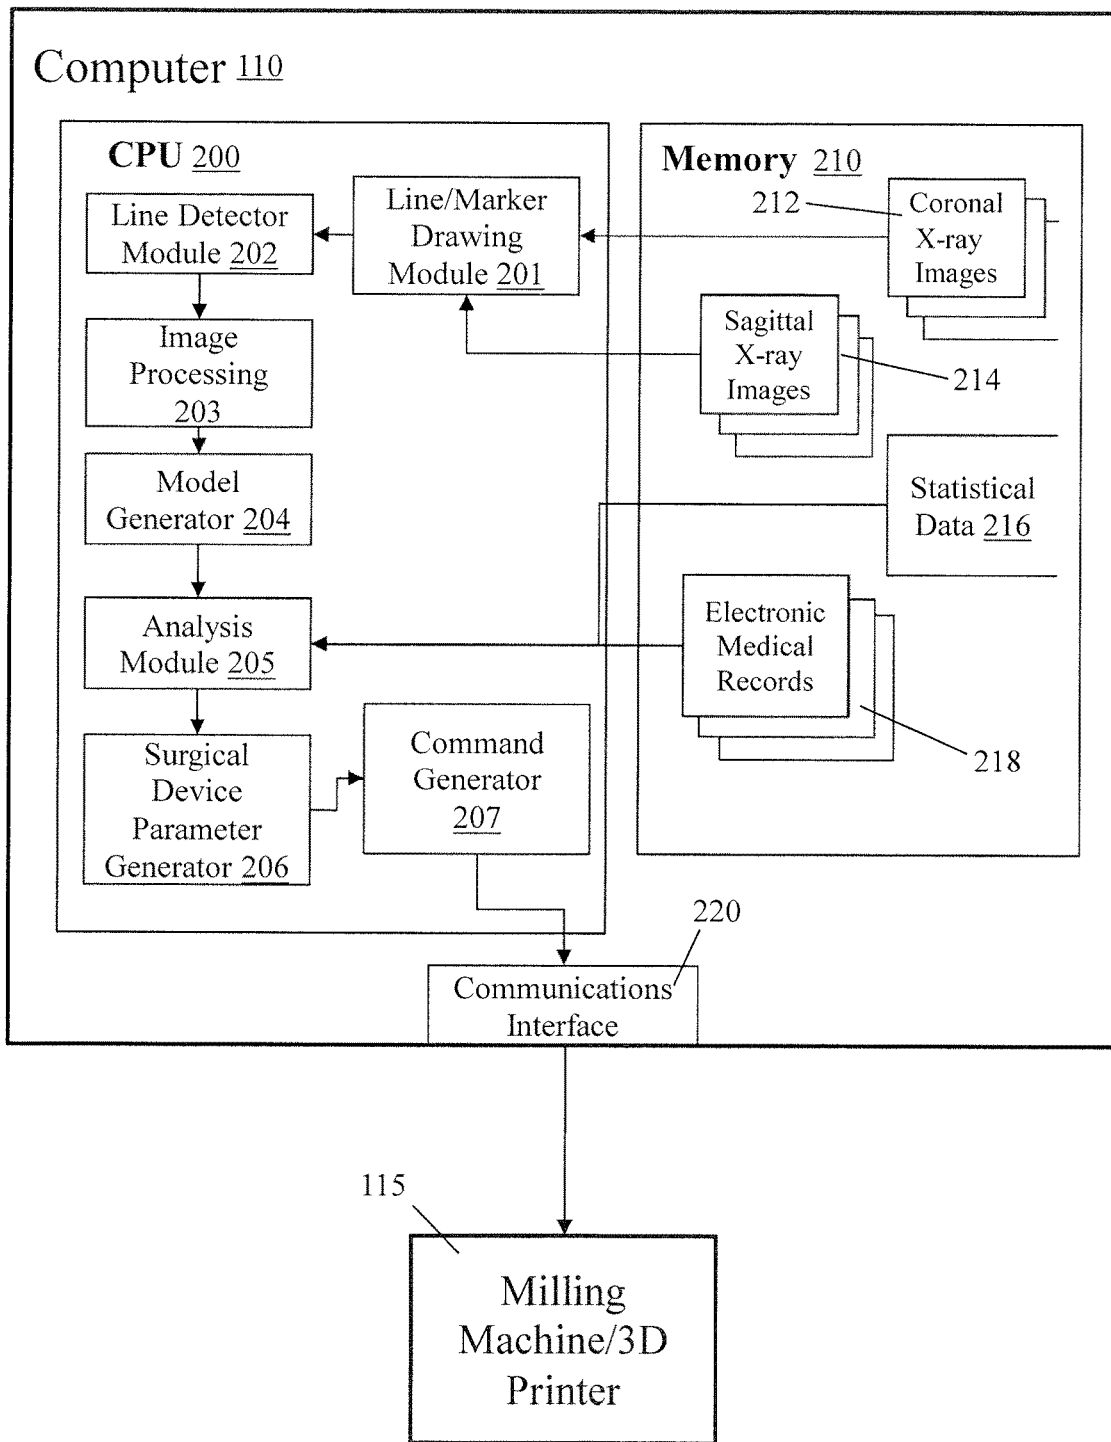 Computer 110
CPU 200
Line Detector
Module 202
Line/Marker
Drawing
Module 201
Image
Processing
203
Model
Generator 204
Analysis
Module 205
Surgical
Device
Parameter
Generator 206
Command
Generator
207
Memory 210
212
Coronal
X-ray
Images
Sagittal
X-ray
Images
214
Statistical
Data 216
Electronic
Medical
Records
218
220
Communications
Interface
115
Milling
Machine/3D
Printer